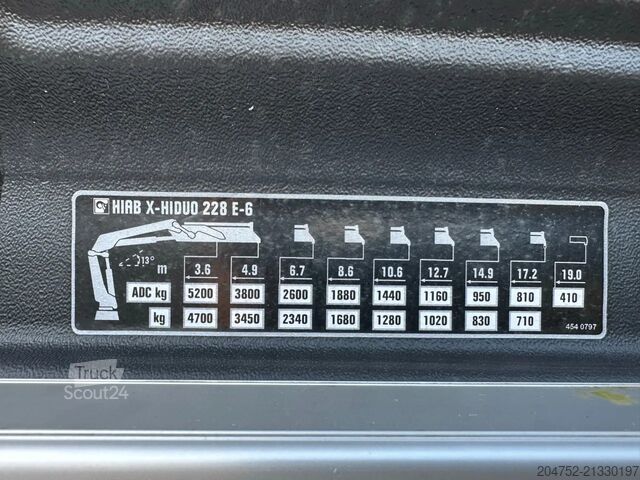 HIAB X-HIDUO 228 E-6
13° m 3.6 4.9 6.7 8.6 10.6 12.7 14.9 17.2 19.0
ADC kg 5200 3800 2600 1880 1440 1160 950 810 410
kg 4700 3450 2340 1680 1280 1020 830 710
454 0797
Truck
Scout24
204752-21330197